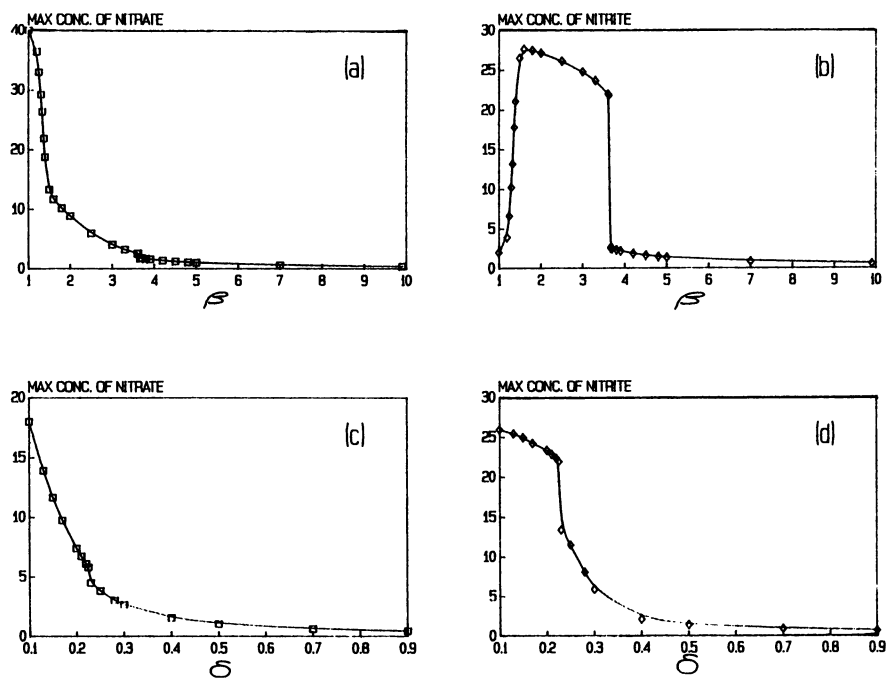 MAX CONC. OF NITRATE
40
30
20
10
0
(a)
1 2 3 4 5 6 7 8 9 10
β
MAX CONC. OF NITRITE
30
25
20
15
10
5
0
(b)
1 2 3 4 5 6 7 8 9 10
β
MAX CONC. OF NITRATE
20
15
10
5
0
(c)
0.1 0.2 0.3 0.4 0.5 0.6 0.7 0.8 0.9
δ
MAX CONC. OF NITRITE
30
25
20
15
10
5
0
(d)
0.1 0.2 0.3 0.4 0.5 0.6 0.7 0.8 0.9
δ